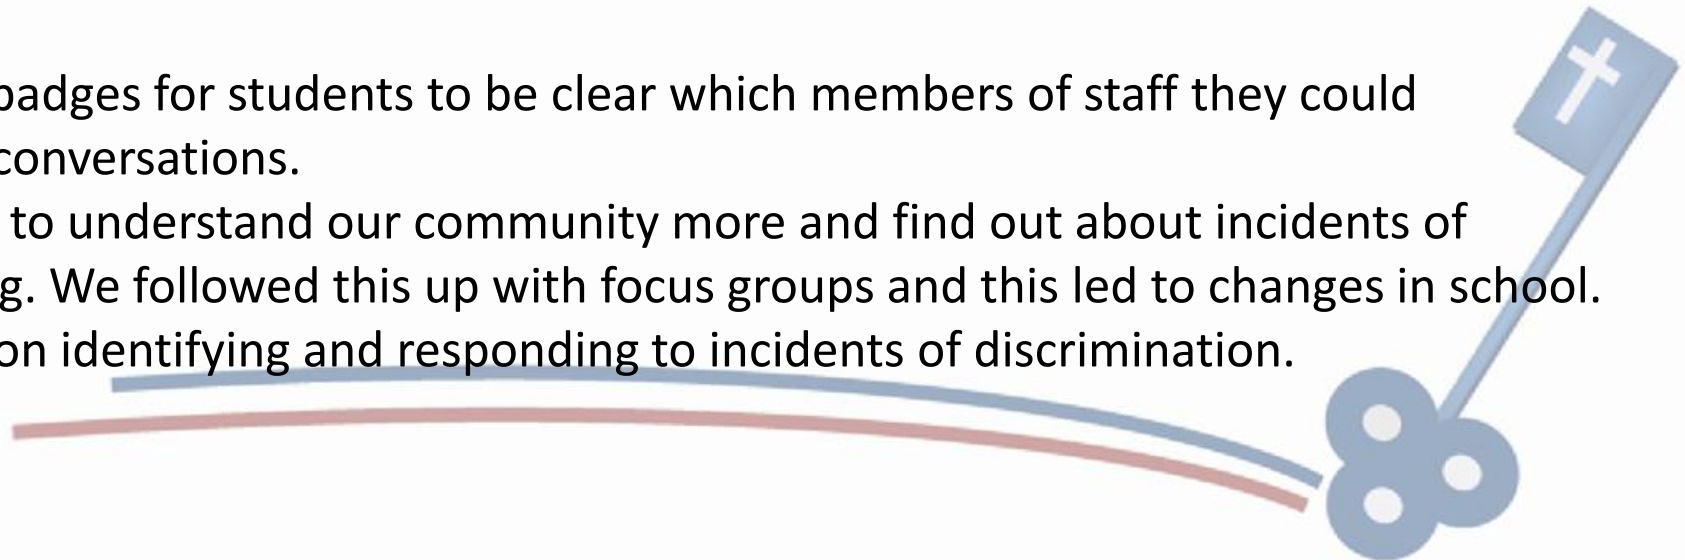 badges for students to be clear which members of staff they could
conversations.
to understand our community more and find out about incidents of
g. We followed this up with focus groups and this led to changes in school.
on identifying and responding to incidents of discrimination.